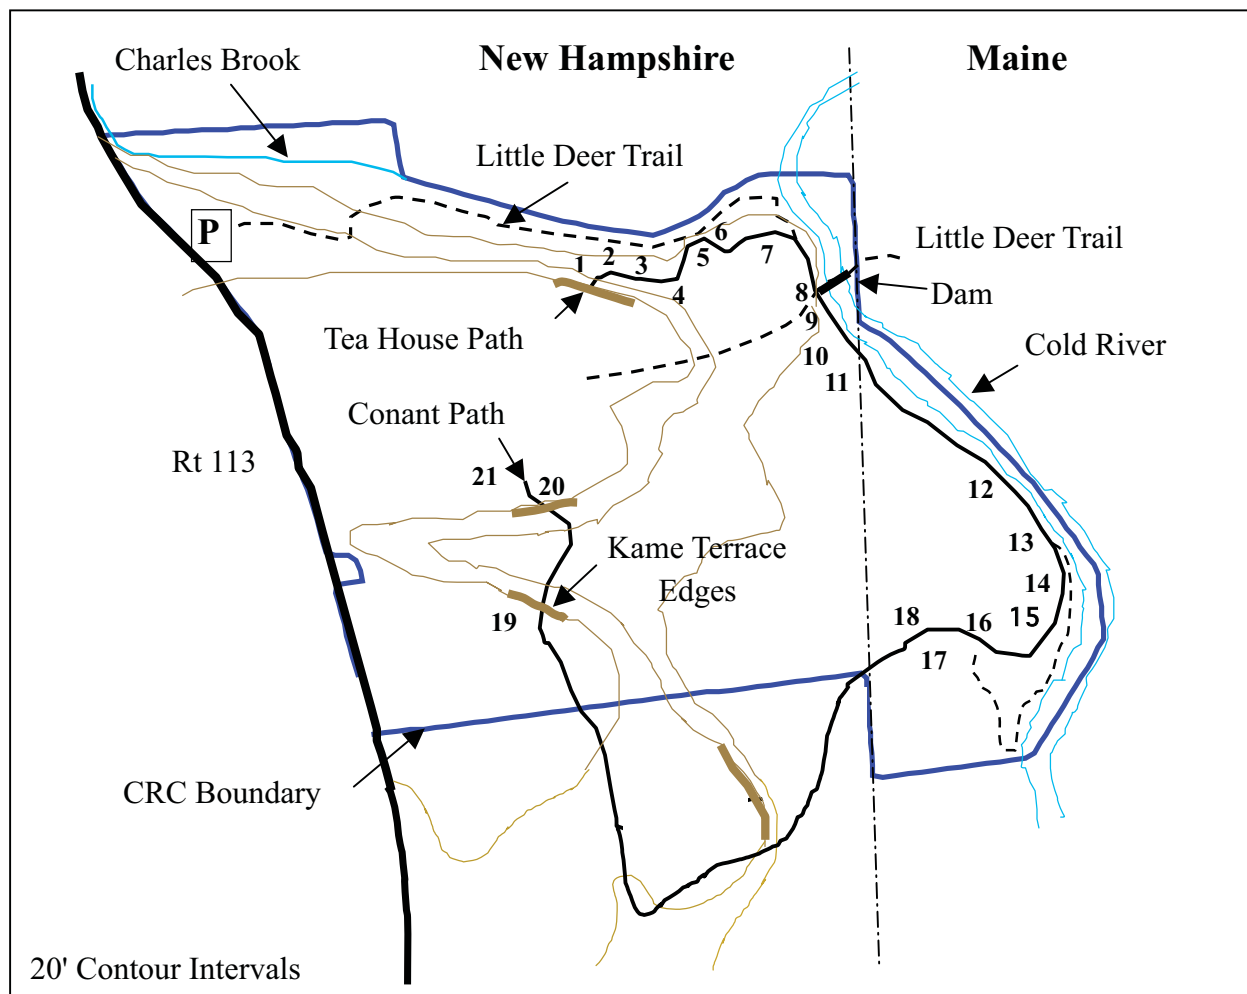 New Hampshire
Maine
Charles Brook
Little Deer Trail
P
Little Deer Trail
1
2
3
4
5
6
7
8
9
10
11
Dam
Tea House Path
Cold River
Conant Path
Rt 113
21
20
12
13
14
15
16
17
18
19
Kame Terrace
Edges
CRC Boundary
20' Contour Intervals